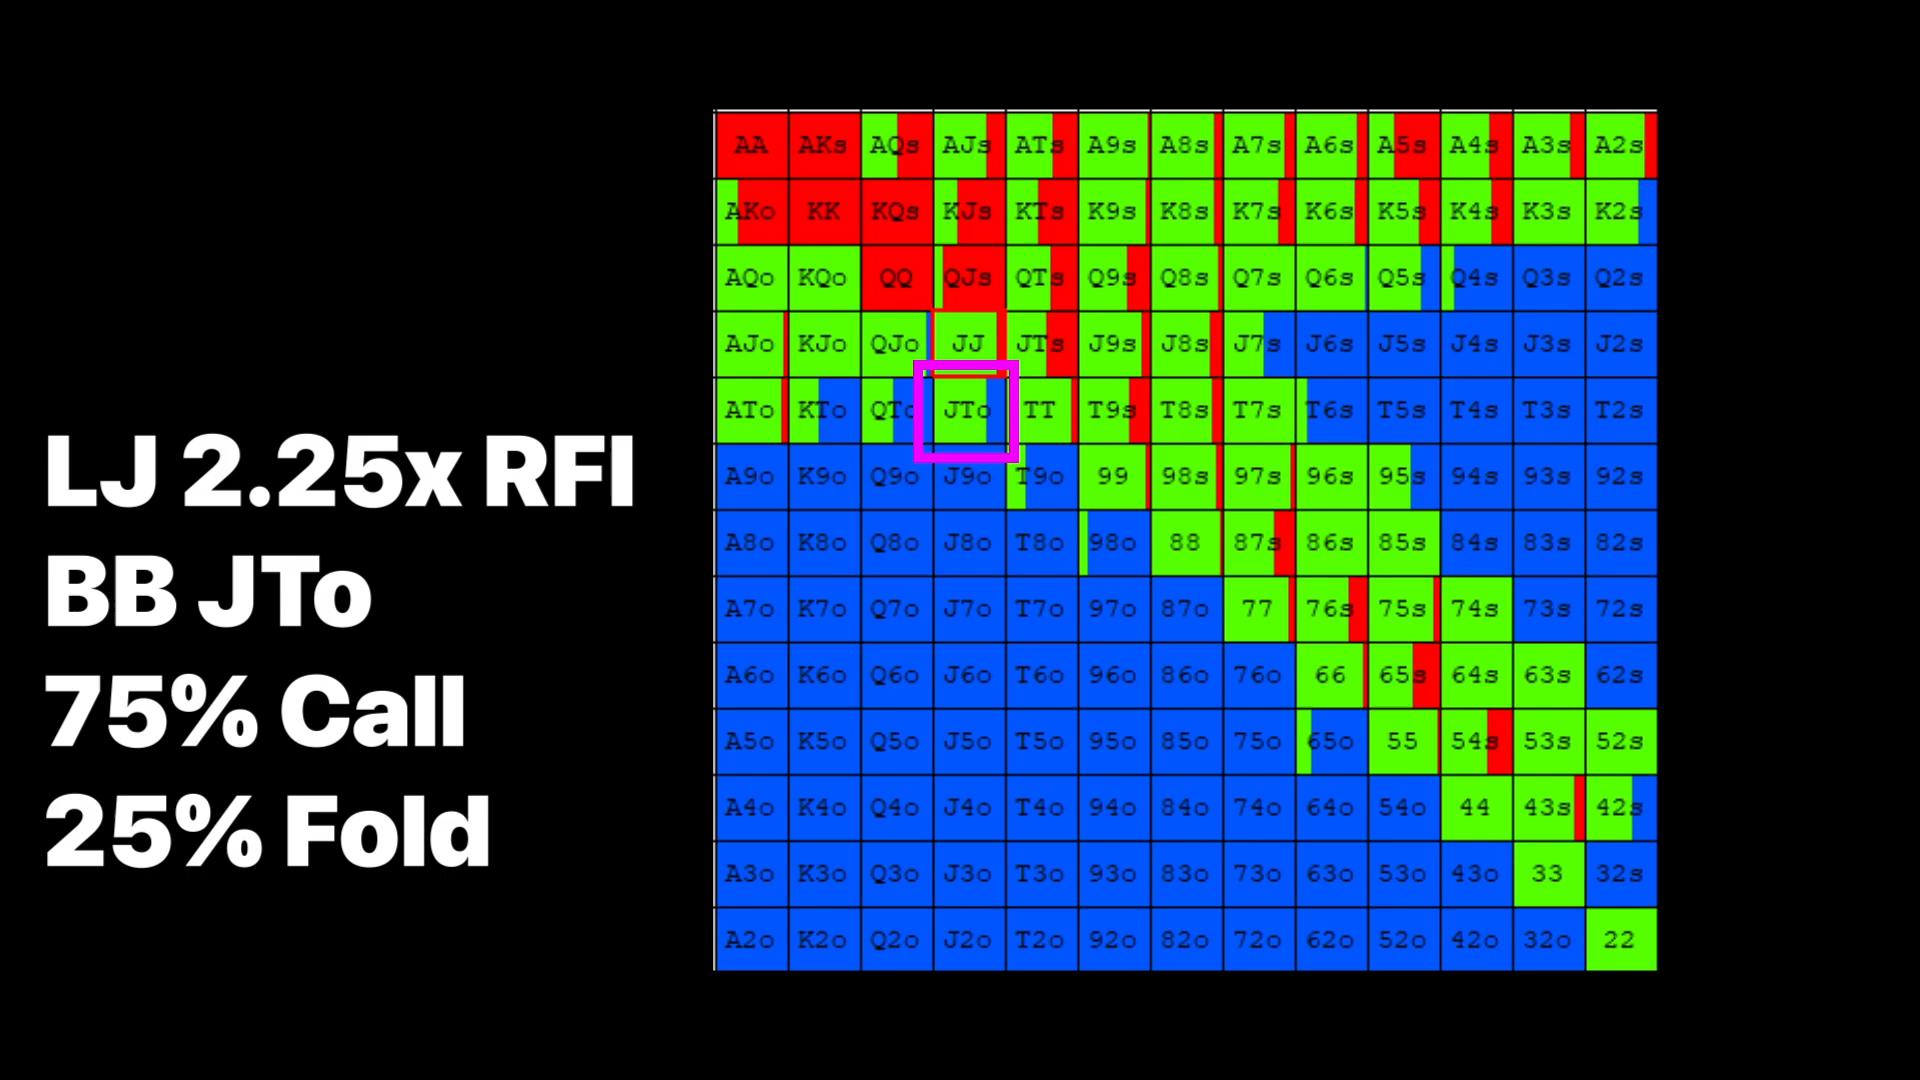 LJ 2.25x RFI
BB JTo
75% Call
25% Fold
AA AKs AQs AJs ATs A9s A8s A7s A6s A5s A4s A3s A2s
AKo KK KQs KJs KTs K9s K8s K7s K6s K5s K4s K3s K2s
AQo KQo QQ QJs QTs Q9s Q8s Q7s Q6s Q5s Q4s Q3s Q2s
AJo KJo QJo JJ JTs J9s J8s J7s J6s J5s J4s J3s J2s
ATo KTo QTo JTo TT T9s T8s T7s T6s T5s T4s T3s T2s
A9o K9o Q9o J9o T9o 99 98s 97s 96s 95s 94s 93s 92s
A8o K8o Q8o J8o T8o 98o 88 87s 86s 85s 84s 83s 82s
A7o K7o Q7o J7o T7o 97o 87o 77 76s 75s 74s 73s 72s
A6o K6o Q6o J6o T6o 96o 86o 76o 66 65s 64s 63s 62s
A5o K5o Q5o J5o T5o 95o 85o 75o 65o 55 54s 53s 52s
A4o K4o Q4o J4o T4o 94o 84o 74o 64o 54o 44 43s 42s
A3o K3o Q3o J3o T3o 93o 83o 73o 63o 53o 43o 33 32s
A2o K2o Q2o J2o T2o 92o 82o 72o 62o 52o 42o 32o 22